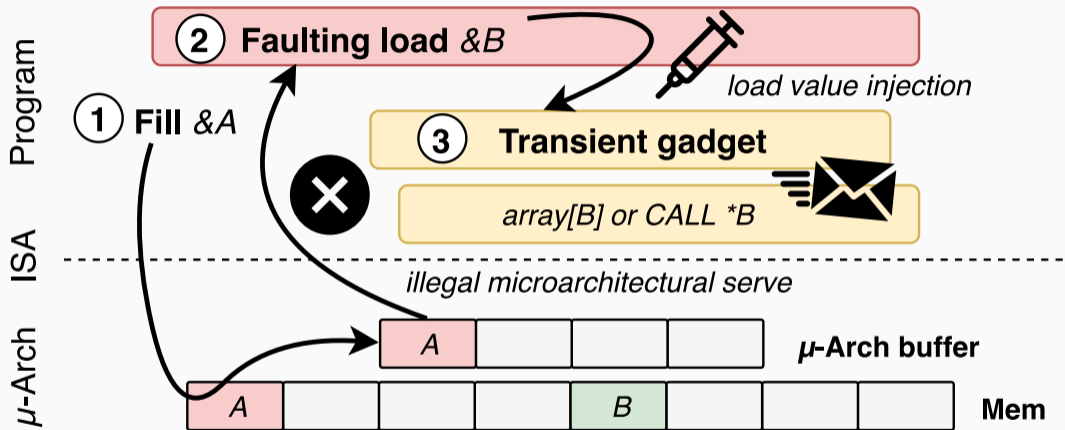 Program
ISA
μ-Arch
2 Faulting load &B
load value injection
1 Fill &A
3 Transient gadget
array[B] or CALL *B
illegal microarchitectural serve
A
μ-Arch buffer
A
B
Mem